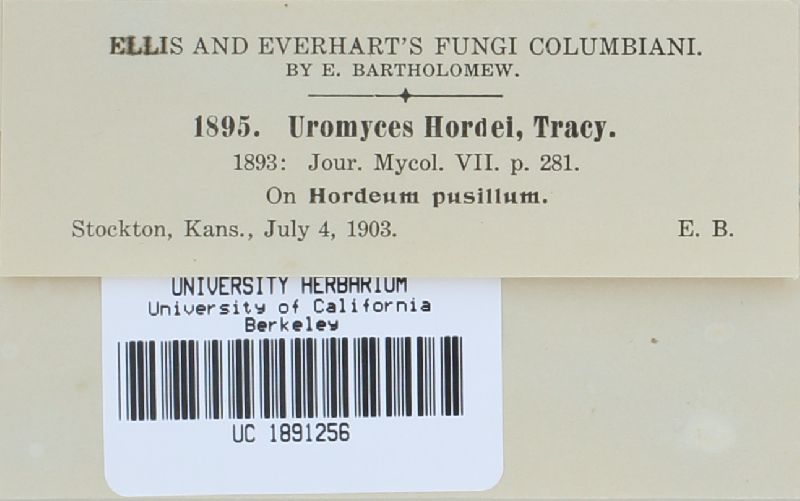 ELLIS AND EVERHART'S FUNGI COLUMBIANI.
BY E. BARTHOLOMEW.
1895. Uromyces Hordei, Tracy.
1893: Jour. Mycol. VII. p. 281.
On Hordeum pusillum.
Stockton, Kans., July 4, 1903. E. B.
UNIVERSITY HERBARIUM
University of California
Berkeley
UC 1891256